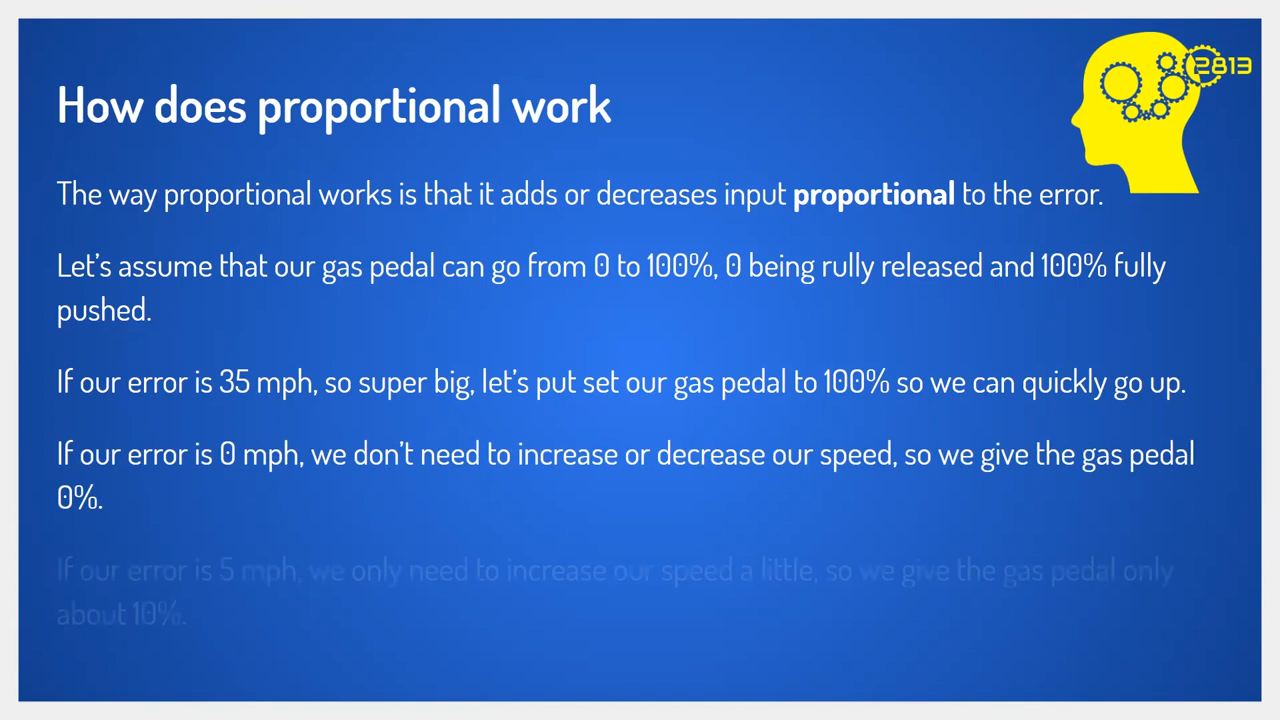 2813
How does proportional work
The way proportional works is that it adds or decreases input proportional to the error.
Let’s assume that our gas pedal can go from 0 to 100%, 0 being rully released and 100% fully
pushed.
If our error is 35 mph, so super big, let’s put set our gas pedal to 100% so we can quickly go up.
If our error is 0 mph, we don’t need to increase or decrease our speed, so we give the gas pedal
0%.
If our error is 5 mph, we only need to increase our speed a little, so we give the gas pedal only
about 10%.